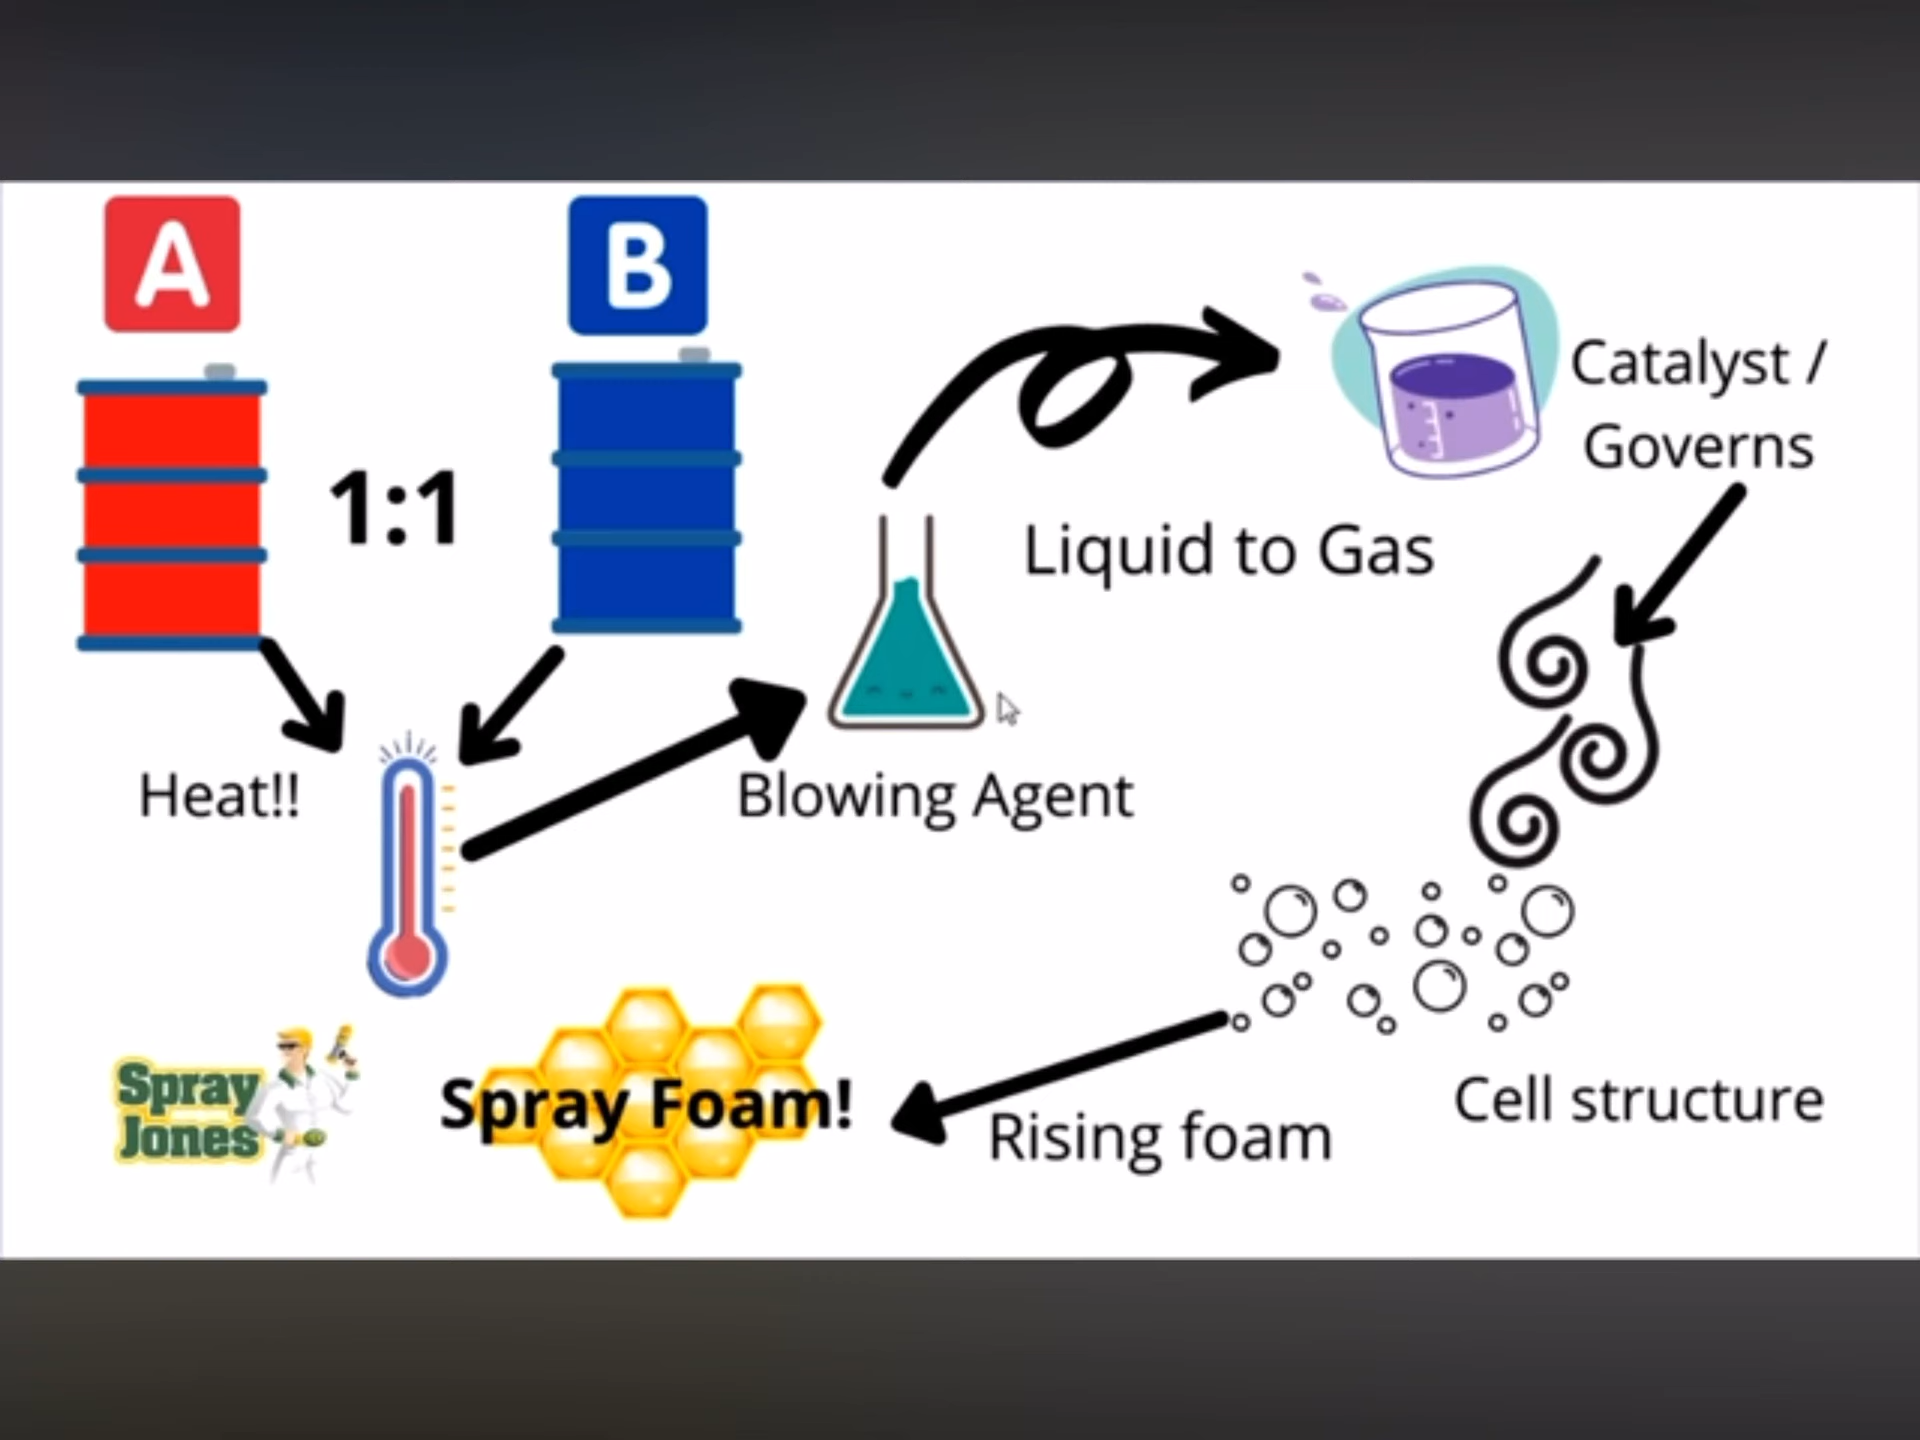 A
B
1:1
Catalyst /
Governs
Liquid to Gas
Heat!!
Blowing Agent
Spray
Jones
Spray Foam!
Rising foam
Cell structure